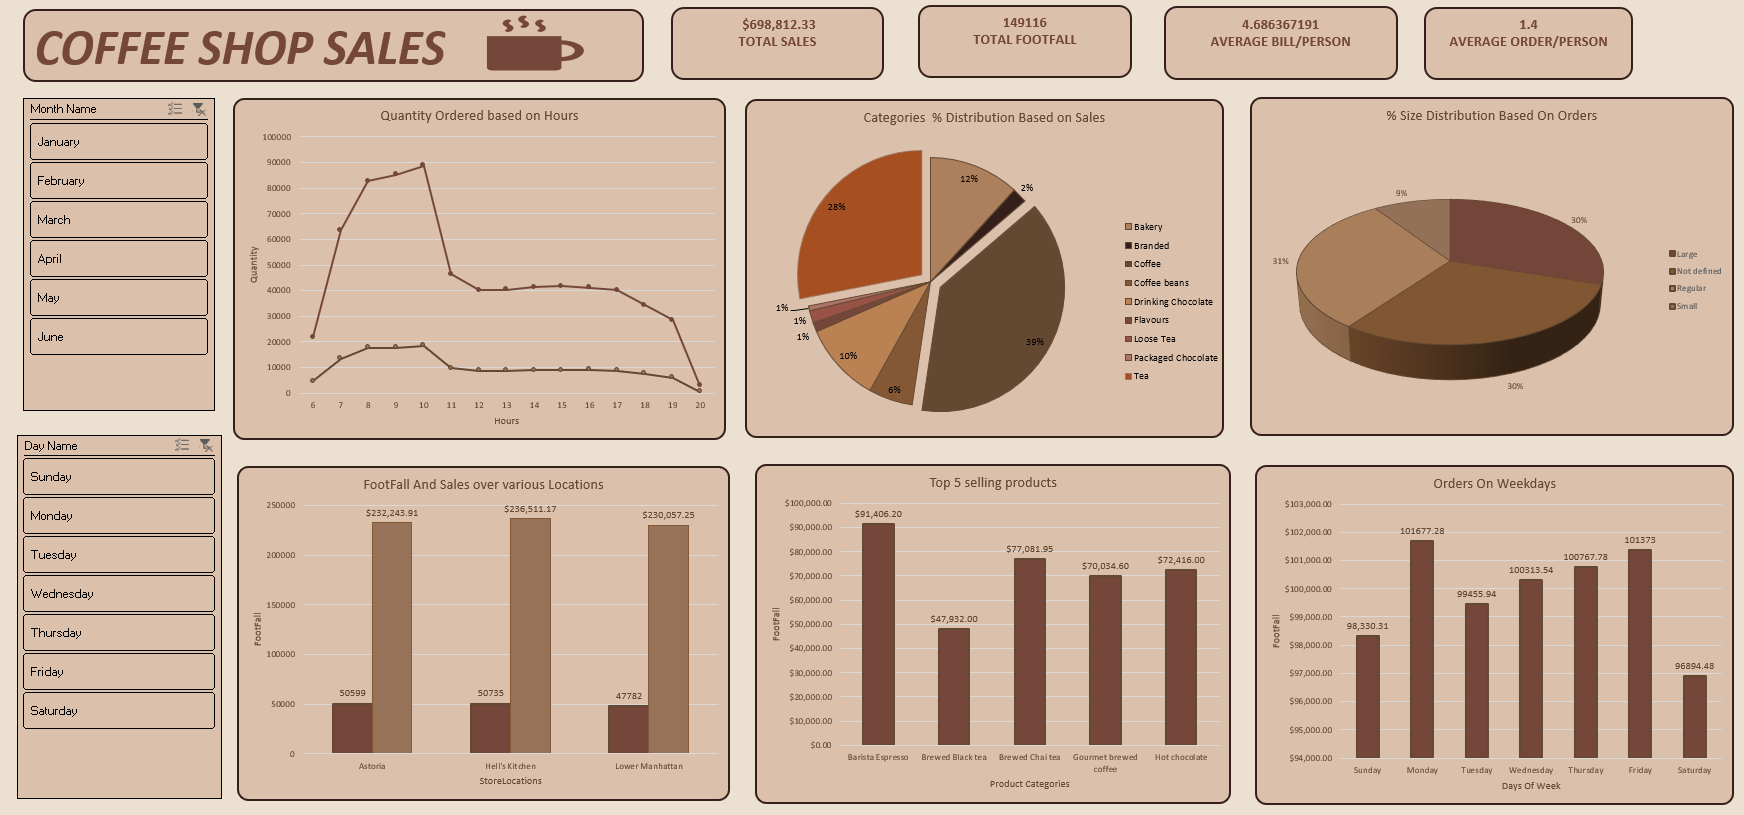 COFFEE SHOP SALES
$698,812.33
TOTAL SALES
149116
TOTAL FOOTFALL
4.686367191
AVERAGE BILL/PERSON
1.4
AVERAGE ORDER/PERSON
Month Name
January
February
March
April
May
June
Day Name
Sunday
Monday
Tuesday
Wednesday
Thursday
Friday
Saturday
Quantity Ordered based on Hours
100000
90000
80000
70000
60000
50000
40000
30000
20000
10000
0
Quantity
6 7 8 9 10 11 12 13 14 15 16 17 18 19 20
Hours
Categories % Distribution Based on Sales
12%
2%
28%
39%
1%
1%
1%
10%
6%
Bakery
Branded
Coffee
Coffee beans
Drinking Chocolate
Flavours
Loose Tea
Packaged Chocolate
Tea
% Size Distribution Based On Orders
9%
30%
31%
30%
Large
Not defined
Regular
Small
FootFall And Sales over various Locations
250000
200000
150000
100000
50000
0
FootFall
$232,243.91
$236,511.17
$230,057.25
50599
50735
47782
Astoria Hell's Kitchen Lower Manhattan
StoreLocations
Top 5 selling products
$100,000.00
$90,000.00
$80,000.00
$70,000.00
$60,000.00
$50,000.00
$40,000.00
$30,000.00
$20,000.00
$10,000.00
$0.00
FootFall
$91,406.20
$47,932.00
$77,081.95
$70,034.60
$72,416.00
Barista Espresso Brewed Black tea Brewed Chai tea Gourmet brewed coffee Hot chocolate
Product Categories
Orders On Weekdays
$103,000.00
$102,000.00
$101,000.00
$100,000.00
$99,000.00
$98,000.00
$97,000.00
$96,000.00
$95,000.00
$94,000.00
FootFall
98,330.31
101677.28
99455.94
100313.54
100767.78
101373
96894.48
Sunday Monday Tuesday Wednesday Thursday Friday Saturday
Days Of Week